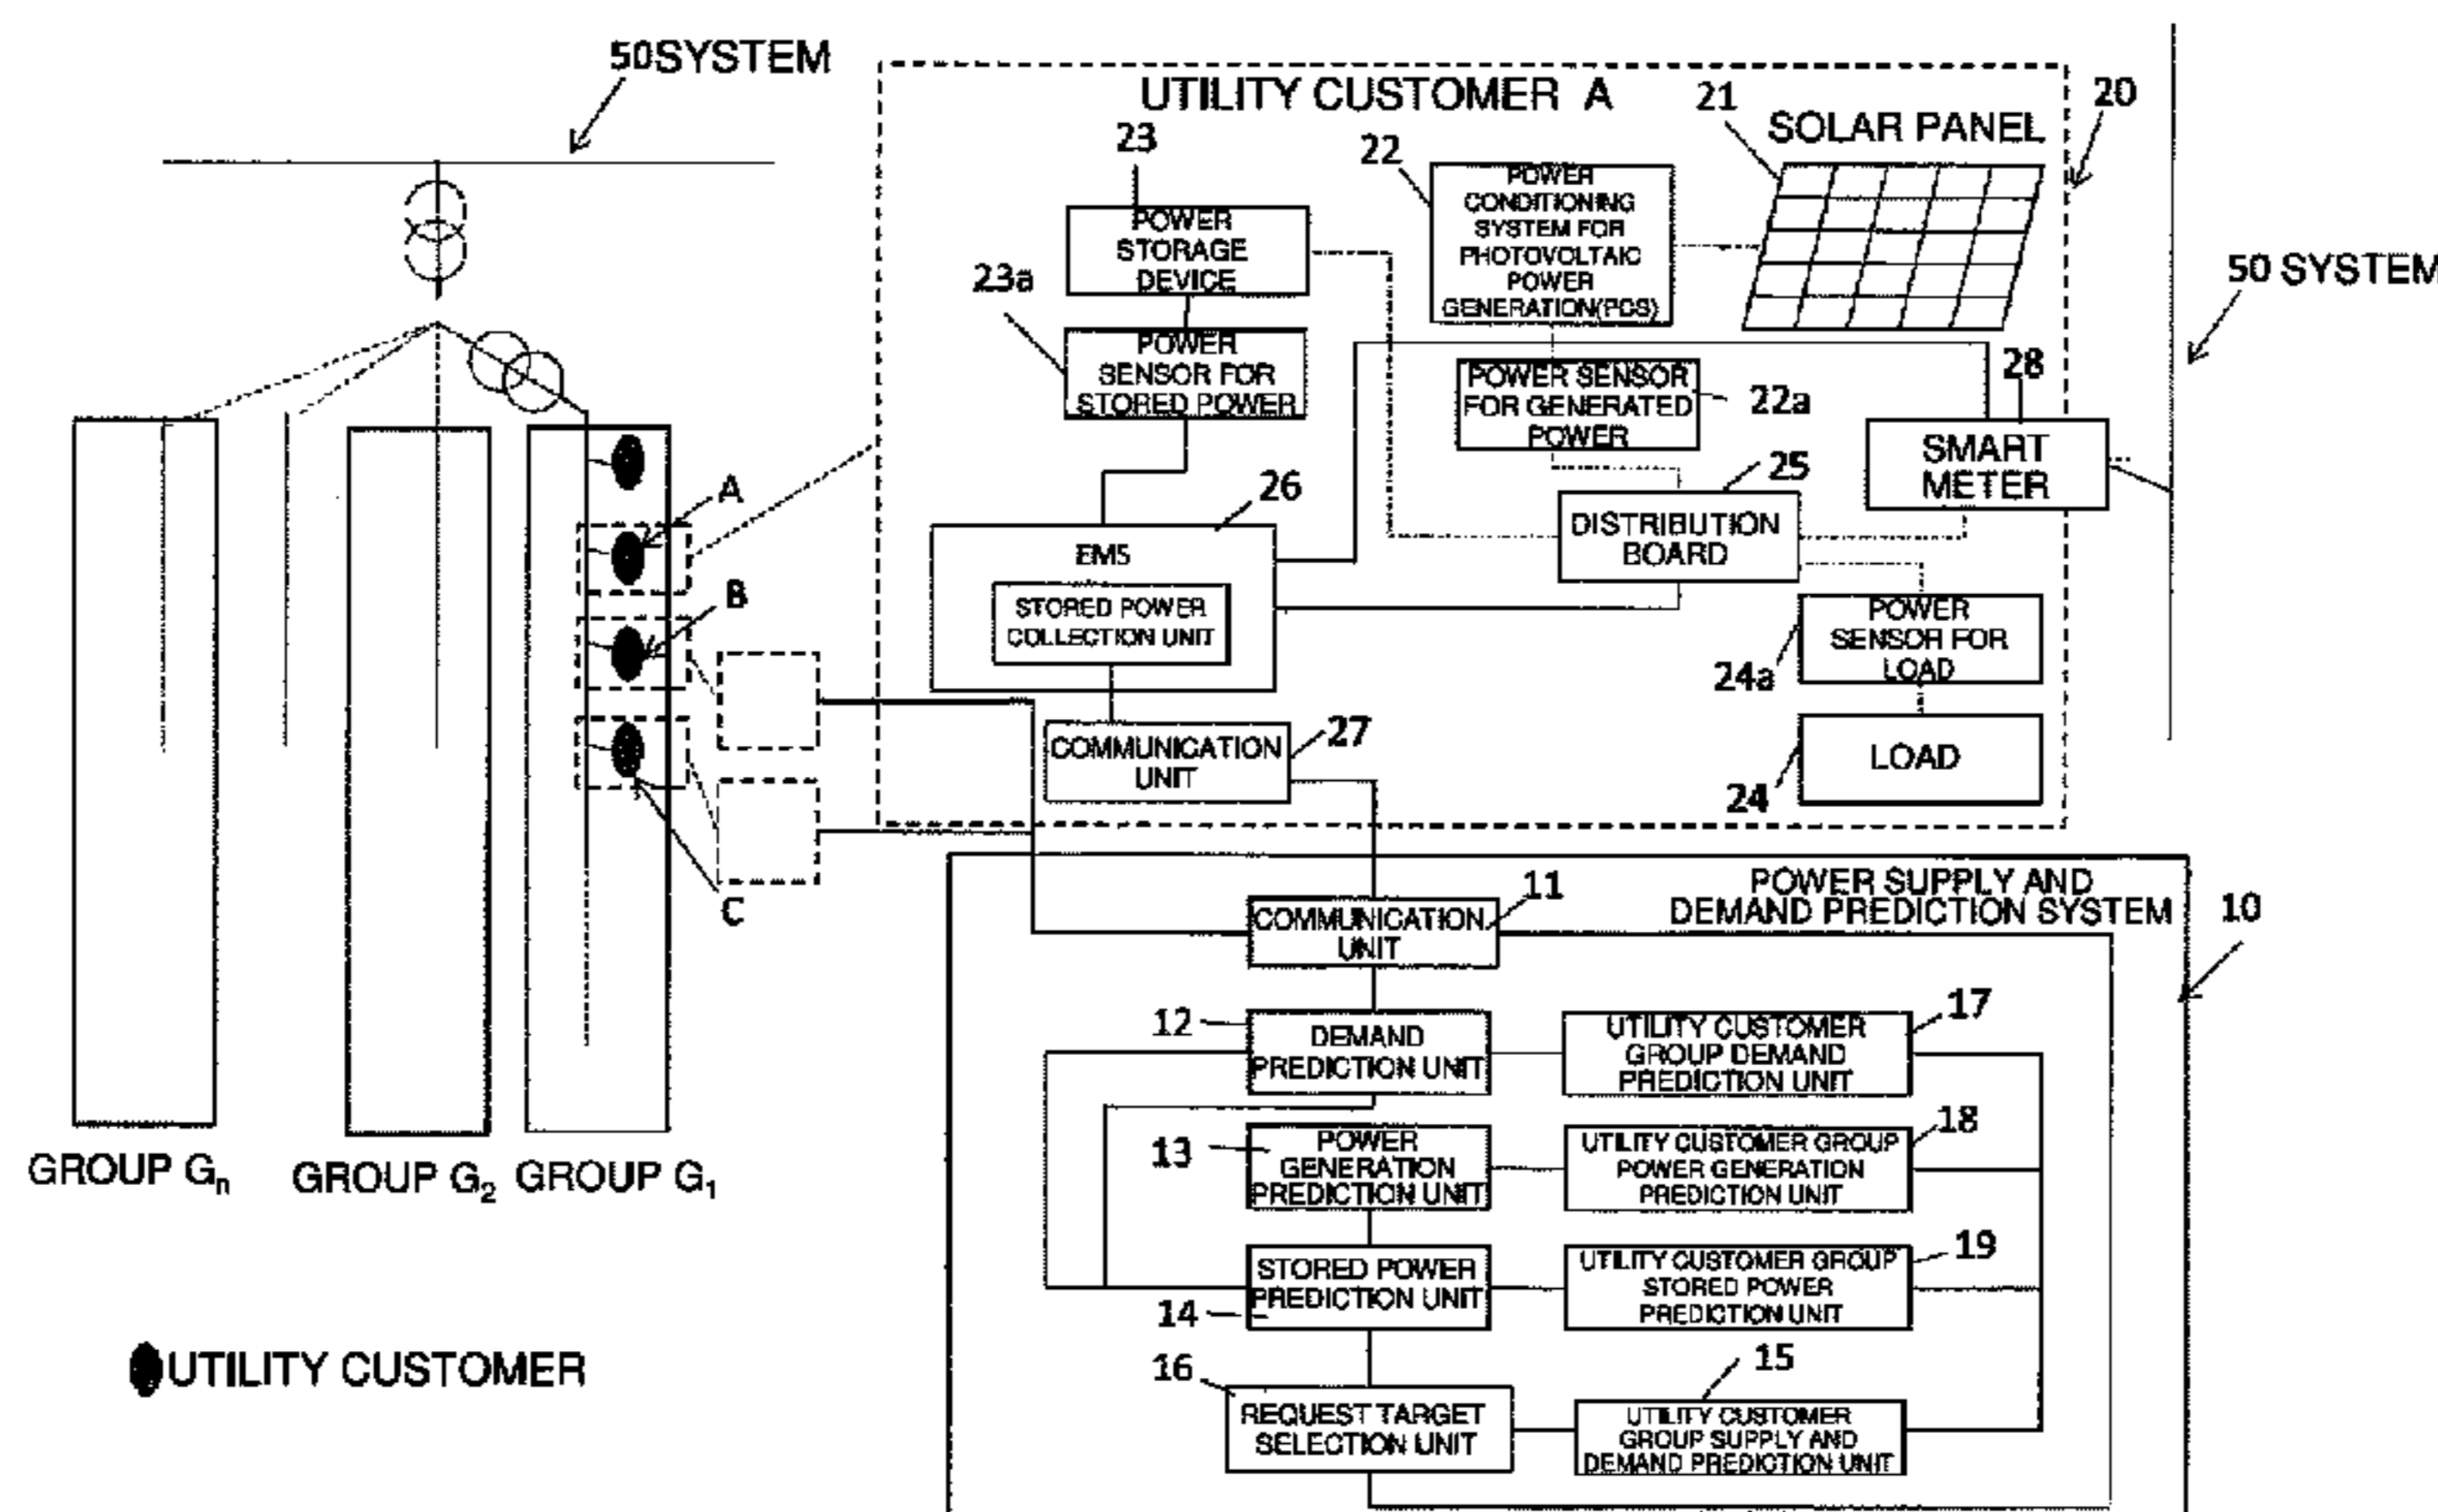 50SYSTEM
UTILITY CUSTOMER A
21
SOLAR PANEL
20
23
22
POWER
STORAGE
DEVICE
POWER
CONDITIONING
SYSTEM FOR
PHOTOVOLTAIC
POWER
GENERATION(PCS)
50 SYSTEM
23a
POWER
SENSOR FOR
STORED POWER
POWER SENSOR
FOR GENERATED
POWER
22a
28
SMART
METER
25
DISTRIBUTION
BOARD
26
EMS
STORED POWER
COLLECTION UNIT
POWER
SENSOR FOR
LOAD
24a
LOAD
24
COMMUNICATION
UNIT
27
A
B
C
GROUP Gn
GROUP G2
GROUP G1
UTILITY CUSTOMER
POWER SUPPLY AND
DEMAND PREDICTION SYSTEM
10
11
COMMUNICATION
UNIT
12
DEMAND
PREDICTION UNIT
17
UTILITY CUSTOMER
GROUP DEMAND
PREDICTION UNIT
13
POWER
GENERATION
PREDICTION UNIT
18
UTILITY CUSTOMER GROUP
POWER GENERATION
PREDICTION UNIT
STORED POWER
PREDICTION UNIT
14
19
UTILITY CUSTOMER GROUP
STORED POWER
PREDICTION UNIT
16
REQUEST TARGET
SELECTION UNIT
15
UTILITY CUSTOMER
GROUP SUPPLY AND
DEMAND PREDICTION UNIT